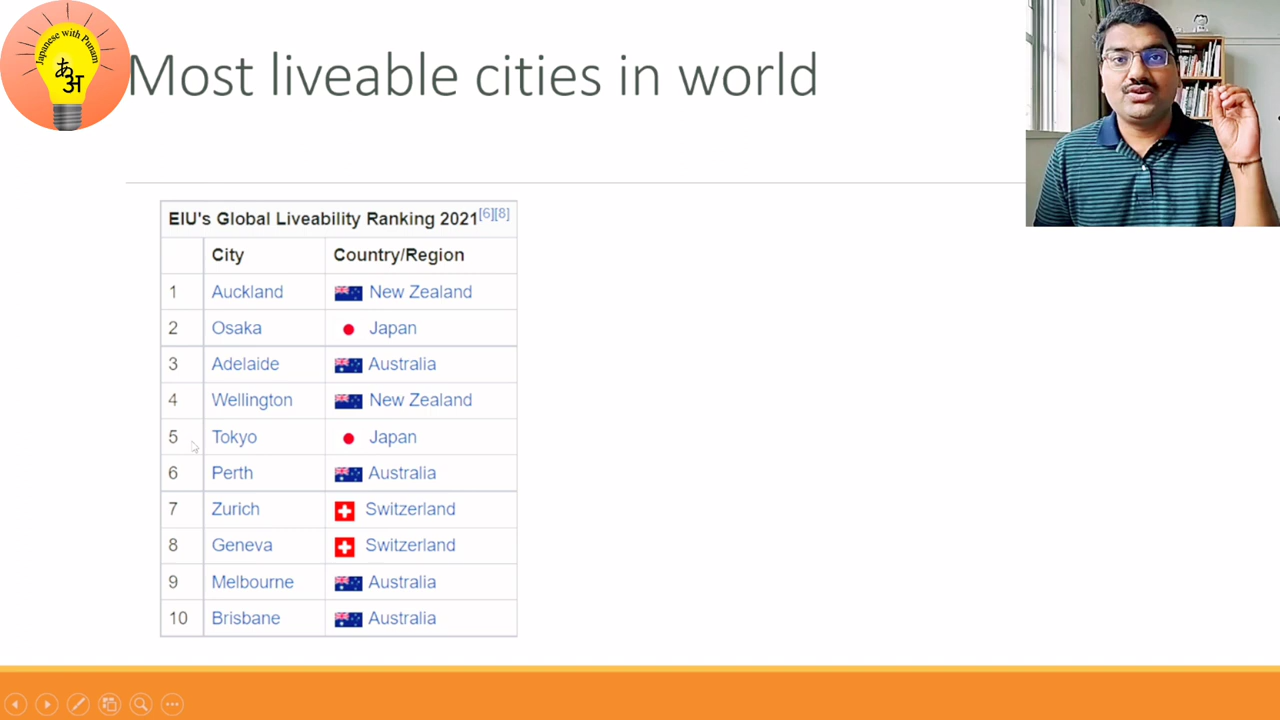 Japanese with Punam
あ
अ
Most liveable cities in world
EIU's Global Liveability Ranking 2021[6][8]
City Country/Region
1 Auckland New Zealand
2 Osaka Japan
3 Adelaide Australia
4 Wellington New Zealand
5 Tokyo Japan
6 Perth Australia
7 Zurich Switzerland
8 Geneva Switzerland
9 Melbourne Australia
10 Brisbane Australia